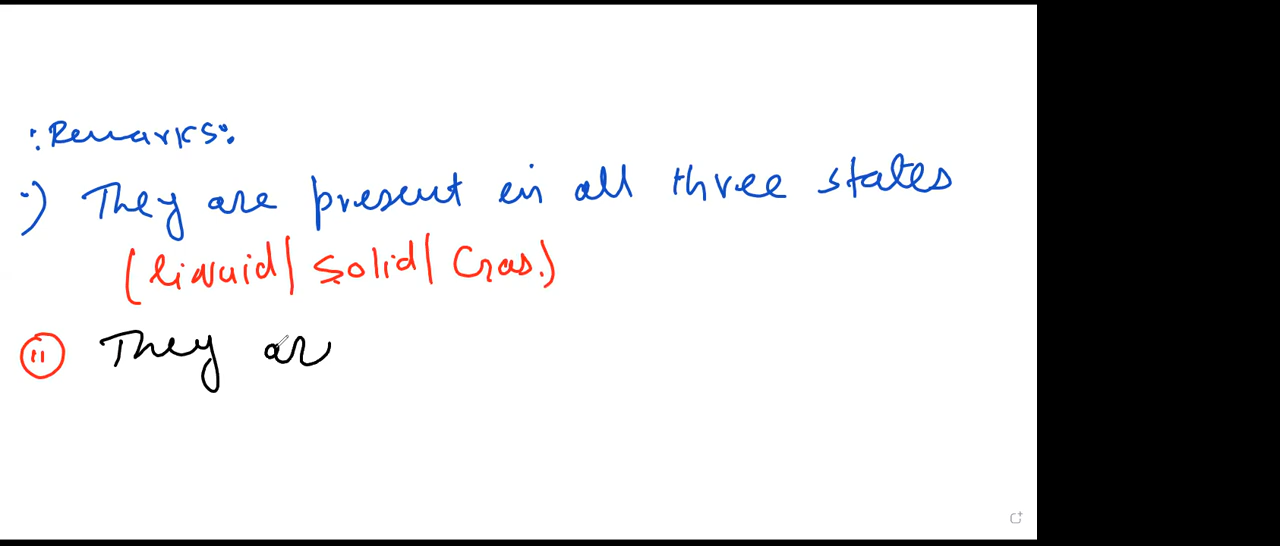 :Remarks:
i) They are present in all three states
(liquid/ solid/ Gas.)
(ii) They ar